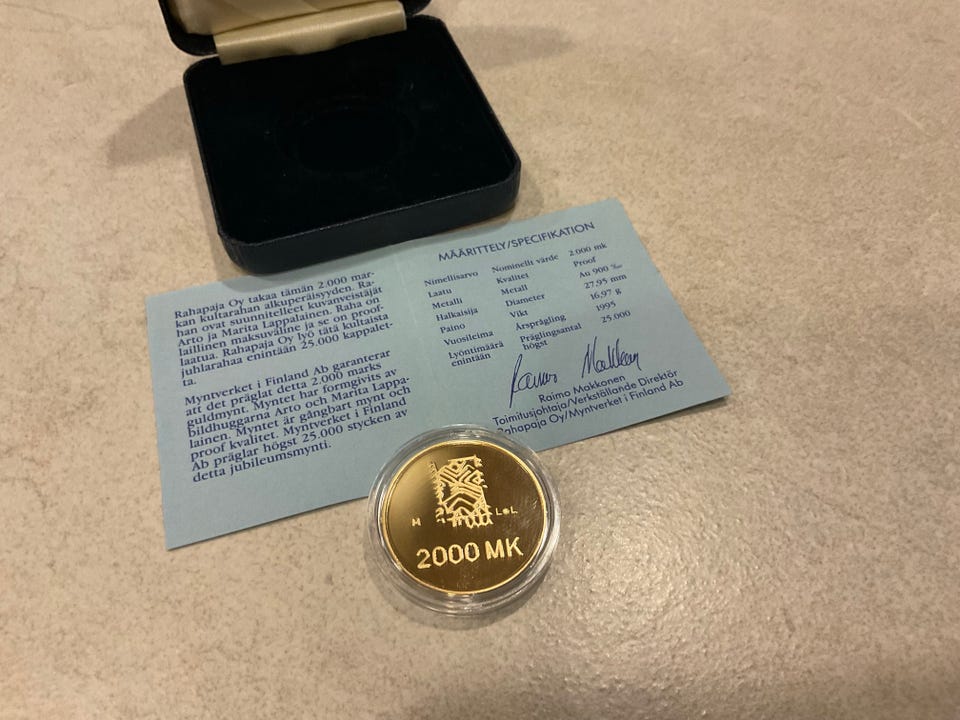 Rahapaja Oy takaa tämän 2.000 mar-
kan kultarahan alkuperäisyyden. Ra-
han ovat suunnitelleet kuvanveistäjät
Arto ja Marita Lappalainen. Raha on
laillinen maksuväline ja se on proof-
laatua. Rahapaja Oy lyö tätä kultaista
juhlarahaa enintään 25.000 kappalet-
ta.
Myntverket i Finland Ab garanterar
att det präglat detta 2.000 marks
guldmynt. Myntet har formgivits av
bildhuggarna Arto och Marita Lappa-
lainen. Myntet är gångbart mynt och
proof kvalitet. Myntverket i Finland
Ab präglar högst 25.000 stycken av
detta jubileumsmynt.
MÄÄRITTELY/SPECIFIKATION
Nimellisarvo Nominellt värde 2.000 mk
Laatu Kvalitet Proof
Metalli Metall Au 900 ‰
Halkaisija Diameter 27,95 mm
Paino Vikt 16,97 g
Vuosileima Årsprägling 1995
Lyöntimäärä Präglingsantal 25.000
enintään högst
Raimo Makkonen
Raimo Makkonen
Toimitusjohtaja/Verkställande Direktör
Rahapaja Oy/Myntverket i Finland Ab
M L•L
2000 MK